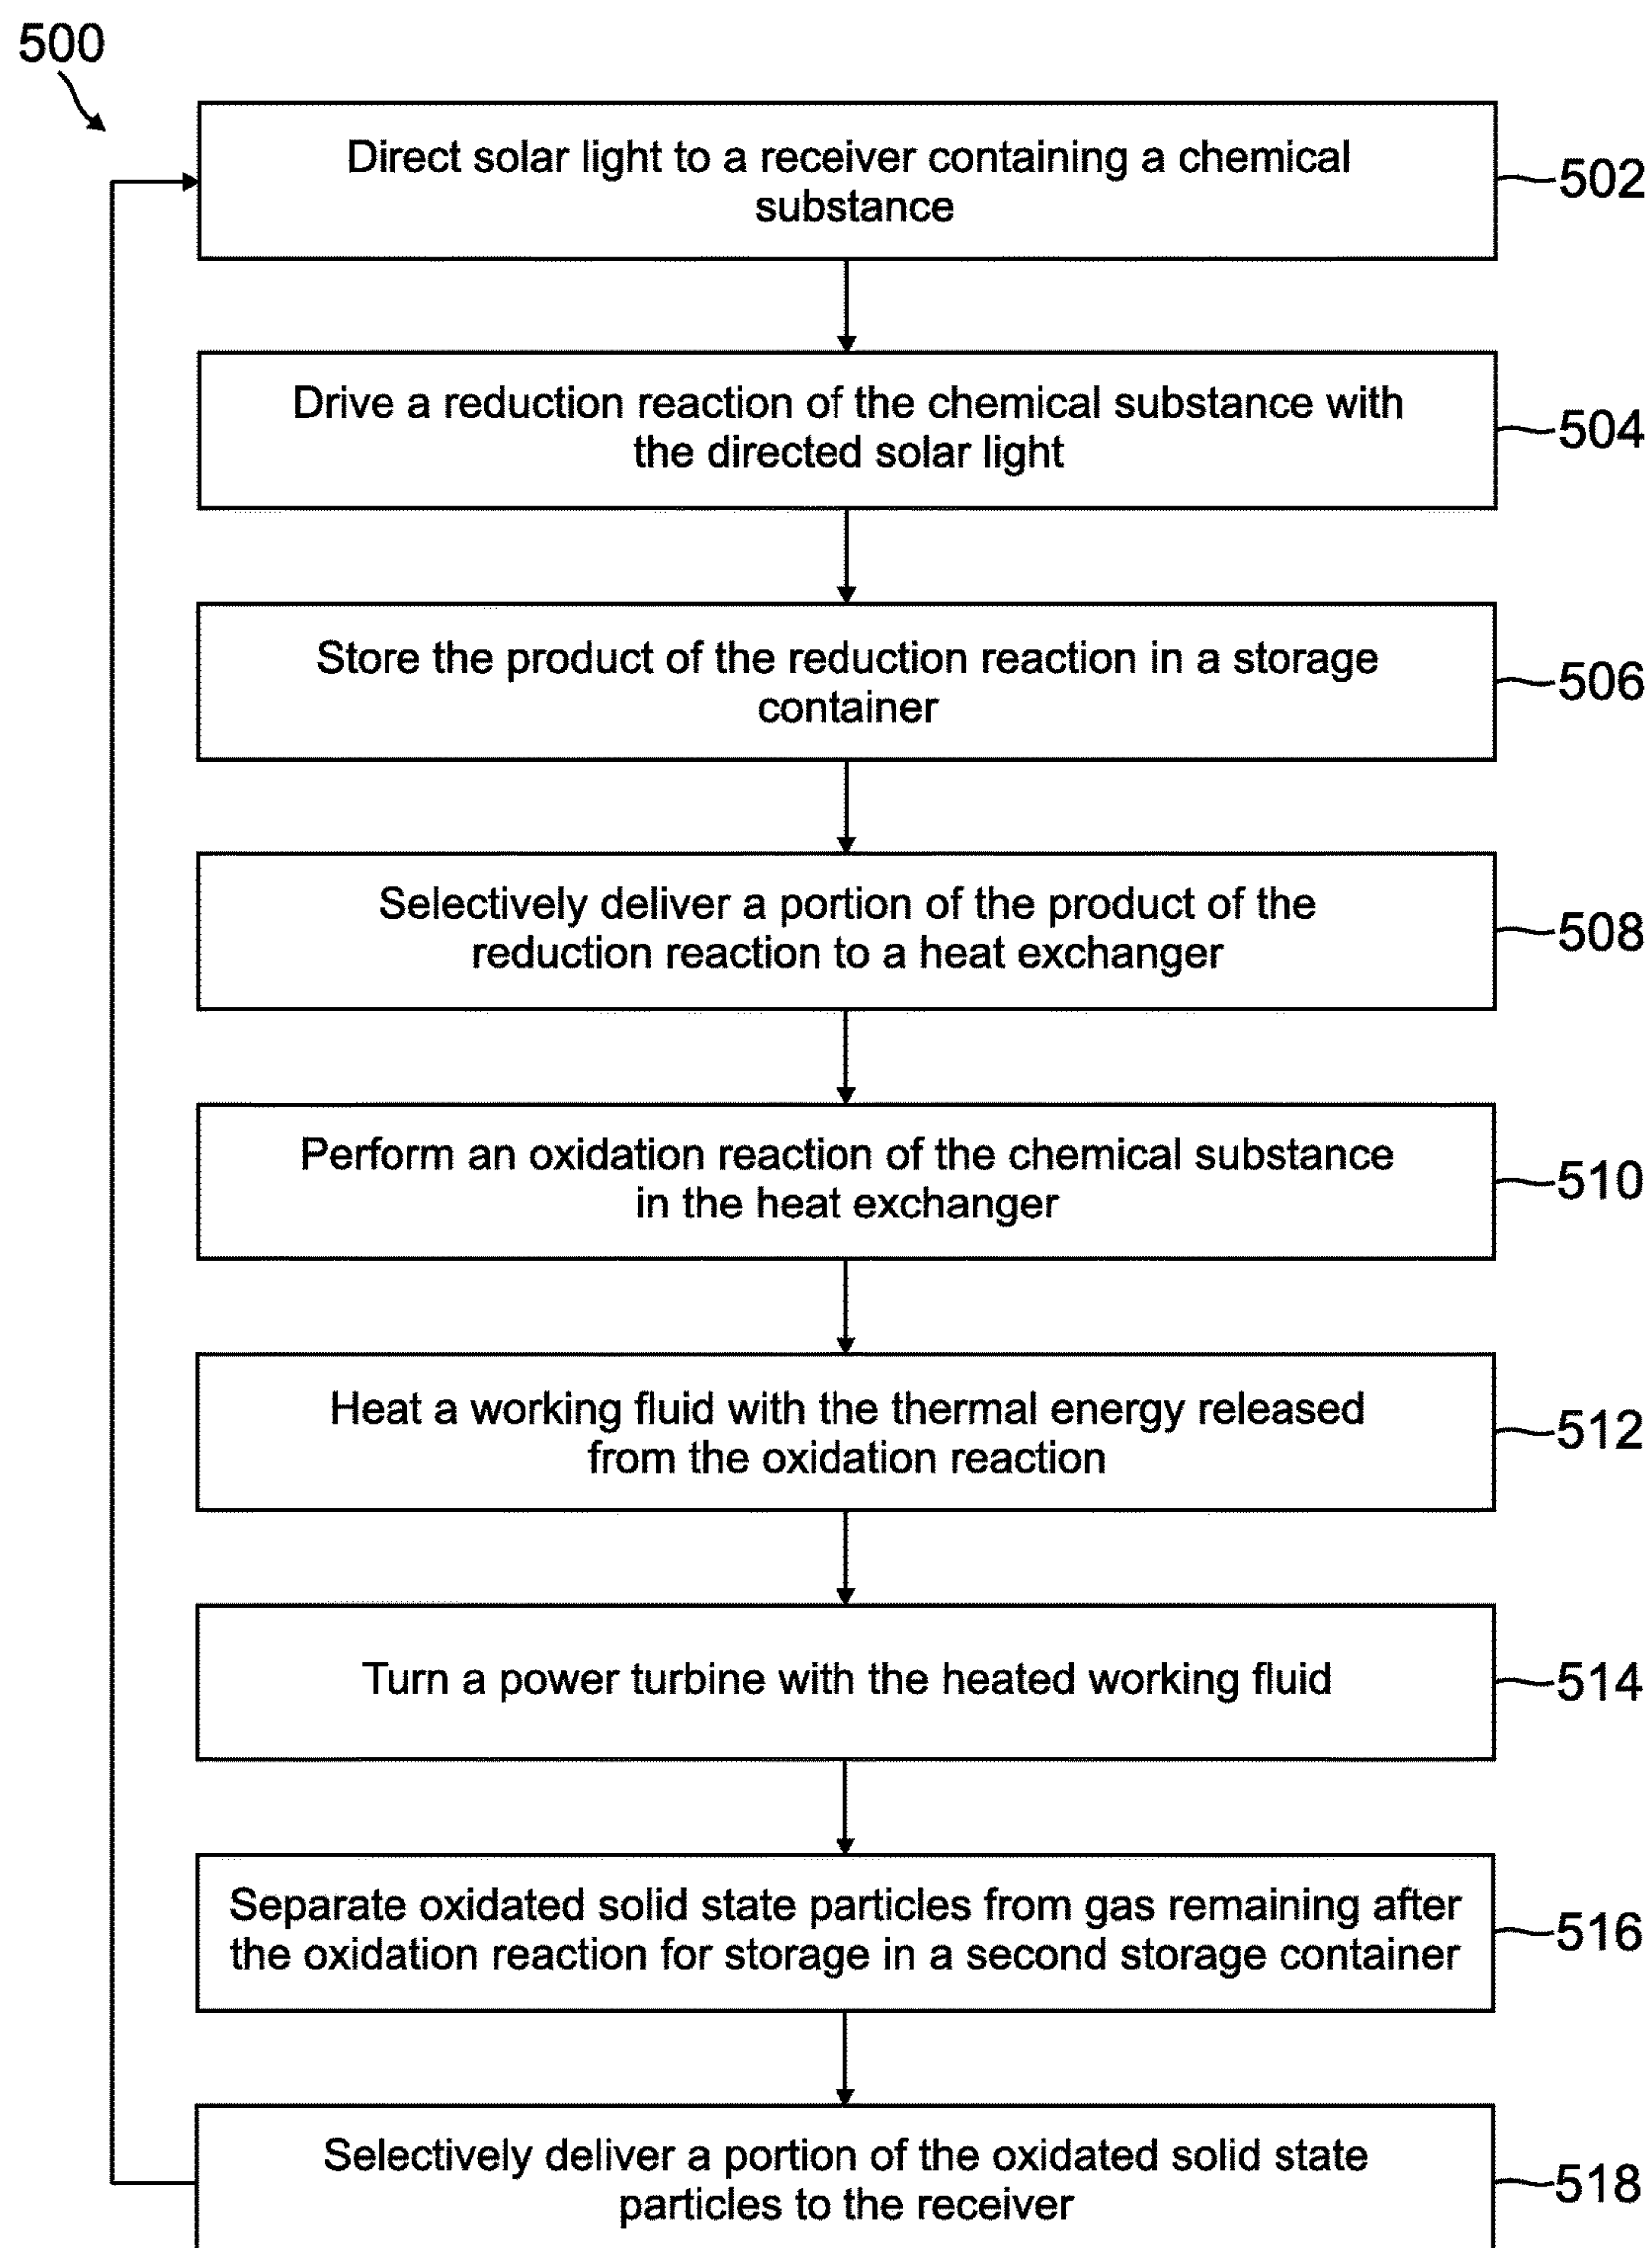 500
Direct solar light to a receiver containing a chemical
substance
502
Drive a reduction reaction of the chemical substance with
the directed solar light
504
Store the product of the reduction reaction in a storage
container
506
Selectively deliver a portion of the product of the
reduction reaction to a heat exchanger
508
Perform an oxidation reaction of the chemical substance
in the heat exchanger
510
Heat a working fluid with the thermal energy released
from the oxidation reaction
512
Turn a power turbine with the heated working fluid
514
Separate oxidated solid state particles from gas remaining after
the oxidation reaction for storage in a second storage container
516
Selectively deliver a portion of the oxidated solid state
particles to the receiver
518